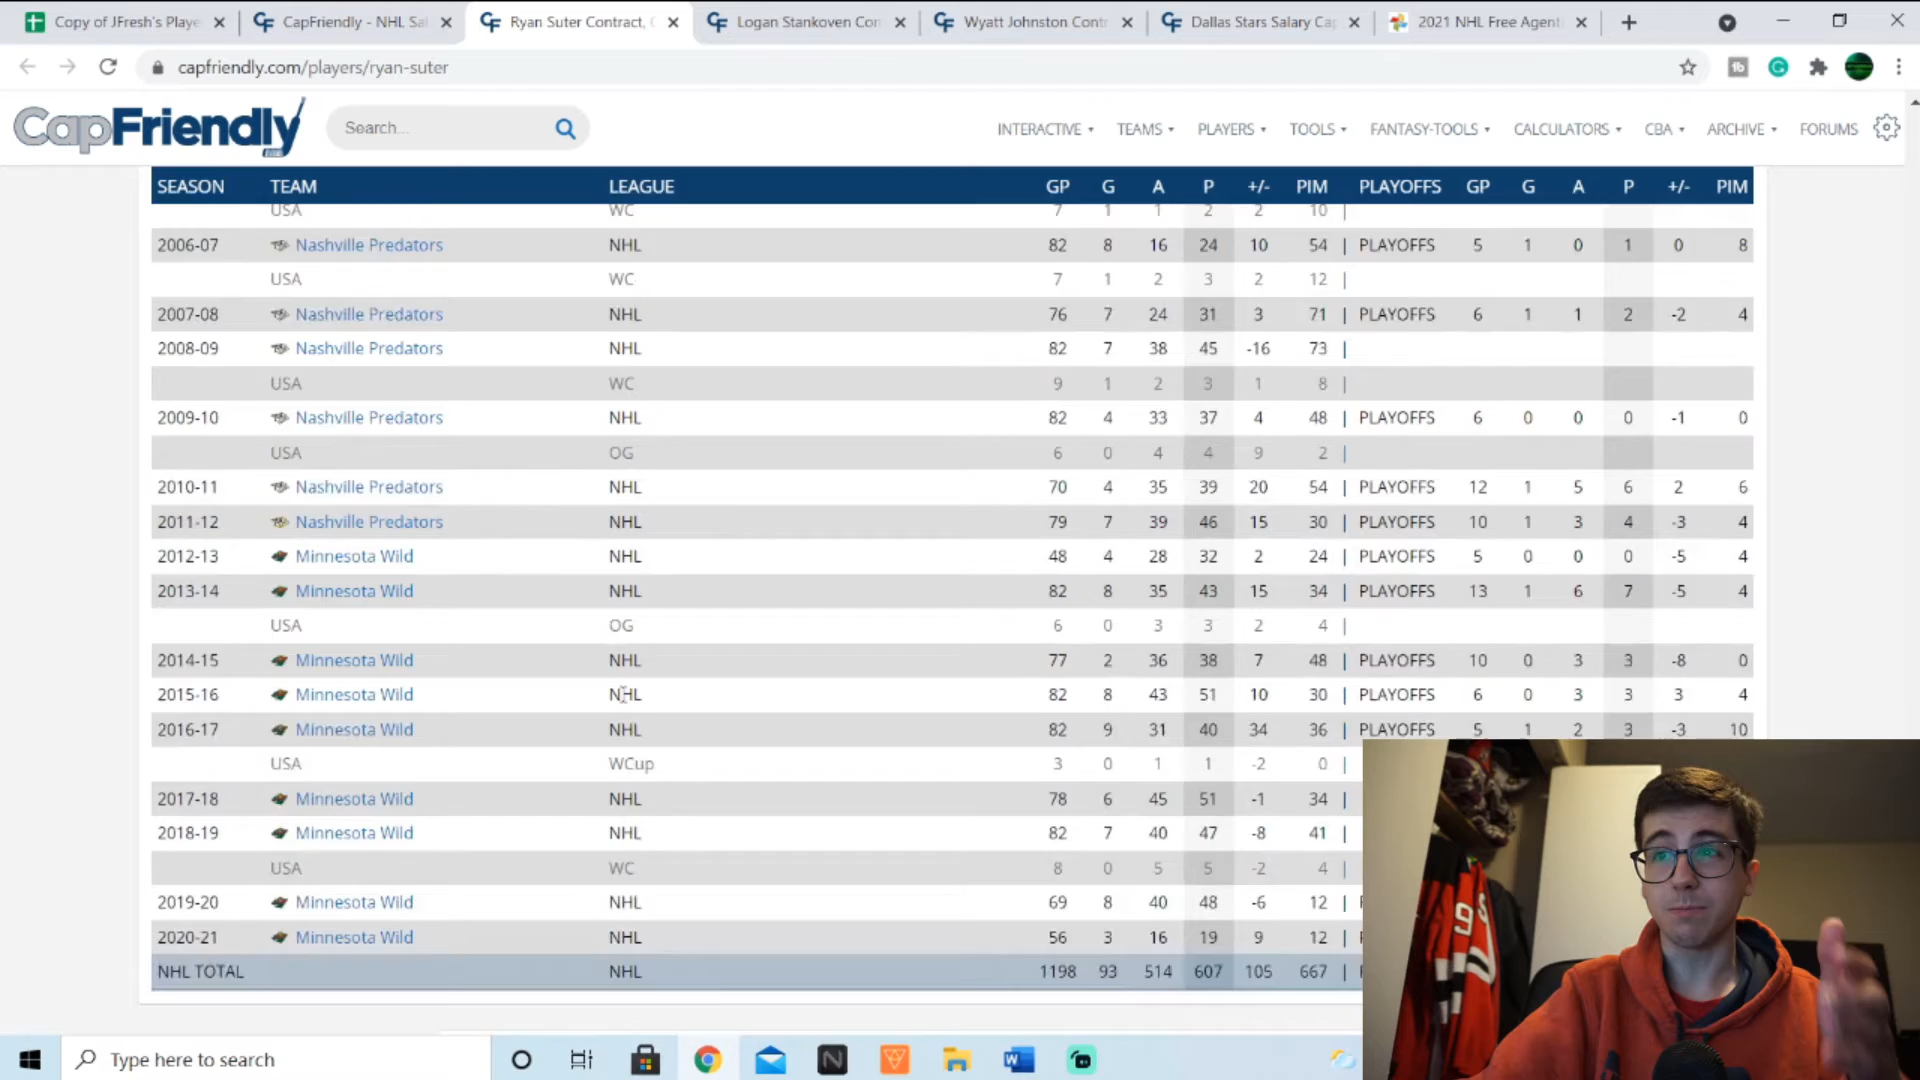 Copy of JFresh's Playe
CapFriendly - NHL Sal
Ryan Suter Contract, C
Logan Stankoven Con
Wyatt Johnston Contr
Dallas Stars Salary Cap
2021 NHL Free Agent
capfriendly.com/players/ryan-suter
CapFriendly
Search...
INTERACTIVE TEAMS PLAYERS TOOLS FANTASY-TOOLS CALCULATORS CBA ARCHIVE FORUMS
SEASON TEAM LEAGUE GP G A P +/- PIM PLAYOFFS GP G A P +/- PIM
USA WC 7 1 1 2 2 10 |
2006-07 Nashville Predators NHL 82 8 16 24 10 54 | PLAYOFFS 5 1 0 1 0 8
USA WC 7 1 2 3 2 12 |
2007-08 Nashville Predators NHL 76 7 24 31 3 71 | PLAYOFFS 6 1 1 2 -2 4
2008-09 Nashville Predators NHL 82 7 38 45 -16 73 |
USA WC 9 1 2 3 1 8 |
2009-10 Nashville Predators NHL 82 4 33 37 4 48 | PLAYOFFS 6 0 0 0 -1 0
USA OG 6 0 4 4 9 2 |
2010-11 Nashville Predators NHL 70 4 35 39 20 54 | PLAYOFFS 12 1 5 6 2 6
2011-12 Nashville Predators NHL 79 7 39 46 15 30 | PLAYOFFS 10 1 3 4 -3 4
2012-13 Minnesota Wild NHL 48 4 28 32 2 24 | PLAYOFFS 5 0 0 0 -5 4
2013-14 Minnesota Wild NHL 82 8 35 43 15 34 | PLAYOFFS 13 1 6 7 -5 4
USA OG 6 0 3 3 2 4 |
2014-15 Minnesota Wild NHL 77 2 36 38 7 48 | PLAYOFFS 10 0 3 3 -8 0
2015-16 Minnesota Wild NHL 82 8 43 51 10 30 | PLAYOFFS 6 0 3 3 3 4
2016-17 Minnesota Wild NHL 82 9 31 40 34 36 | PLAYOFFS 5 1 2 3 -3 10
USA WCup 3 0 1 1 -2 0 |
2017-18 Minnesota Wild NHL 78 6 45 51 -1 34 |
2018-19 Minnesota Wild NHL 82 7 40 47 -8 41 |
USA WC 8 0 5 5 -2 4 |
2019-20 Minnesota Wild NHL 69 8 40 48 -6 12 |
2020-21 Minnesota Wild NHL 56 3 16 19 9 12 |
NHL TOTAL NHL 1198 93 514 607 105 667 |
Type here to search